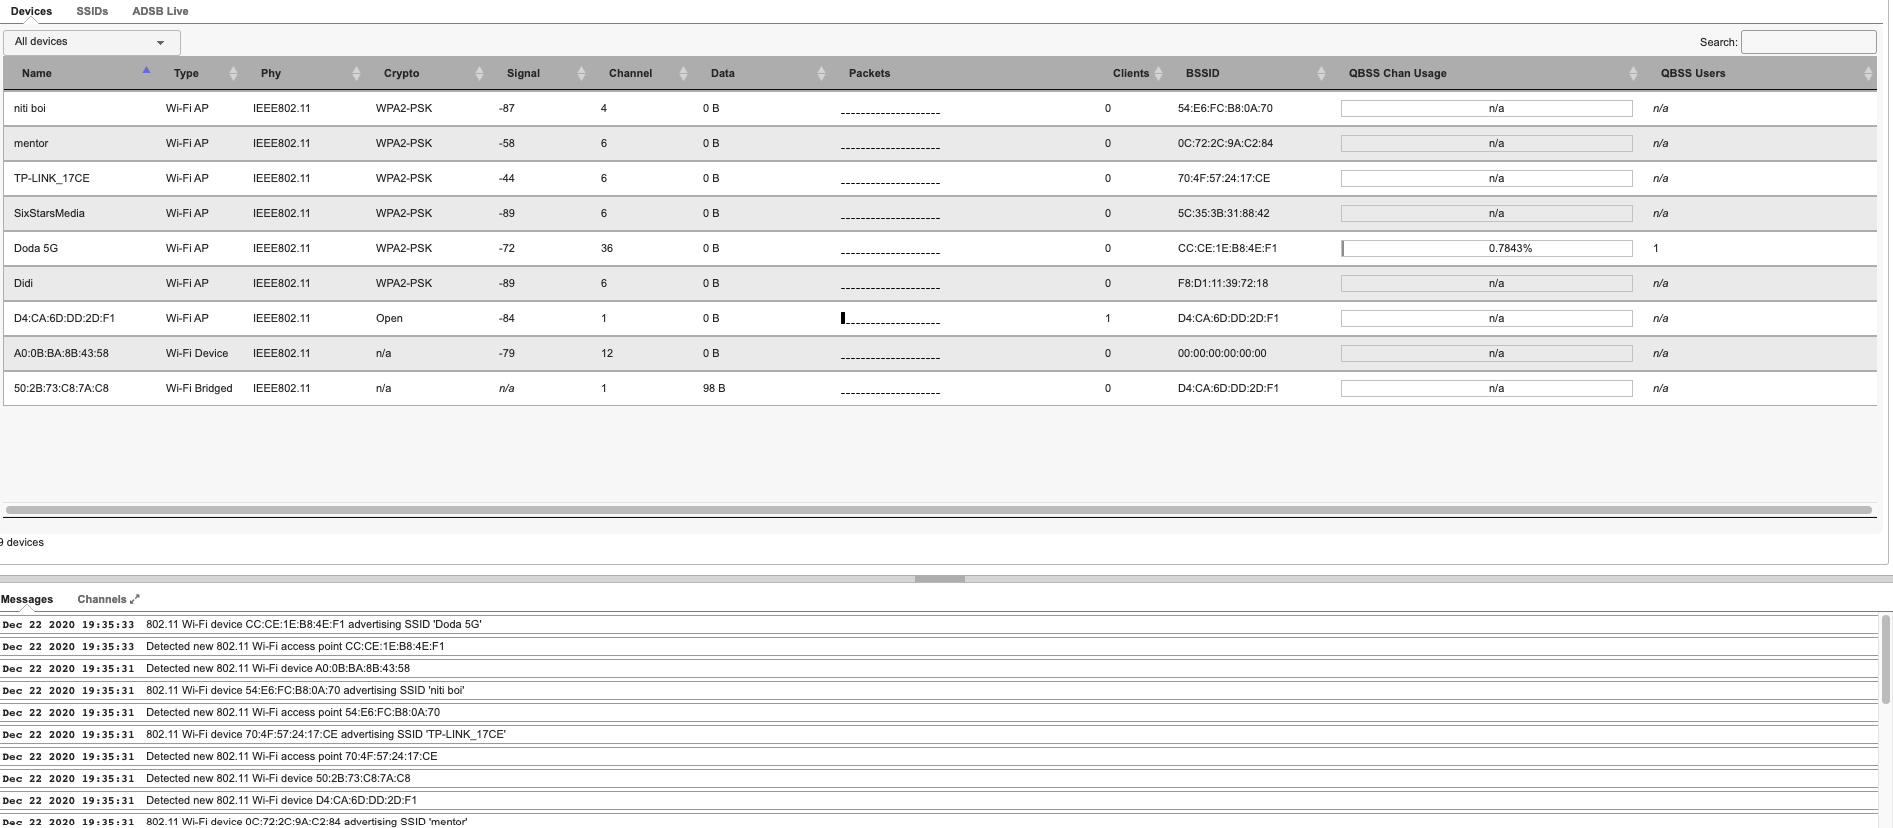 Devices SSIDs ADSB Live
All devices Search:
Name Type Phy Crypto Signal Channel Data Packets Clients BSSID QBSS Chan Usage QBSS Users
niti boi Wi-Fi AP IEEE802.11 WPA2-PSK -87 4 0 B 0 54:E6:FC:B8:0A:70 n/a n/a
mentor Wi-Fi AP IEEE802.11 WPA2-PSK -58 6 0 B 0 0C:72:2C:9A:C2:84 n/a n/a
TP-LINK_17CE Wi-Fi AP IEEE802.11 WPA2-PSK -44 6 0 B 0 70:4F:57:24:17:CE n/a n/a
SixStarsMedia Wi-Fi AP IEEE802.11 WPA2-PSK -89 6 0 B 0 5C:35:3B:31:88:42 n/a n/a
Doda 5G Wi-Fi AP IEEE802.11 WPA2-PSK -72 36 0 B 0 CC:CE:1E:B8:4E:F1 0.7843% 1
Didi Wi-Fi AP IEEE802.11 WPA2-PSK -89 6 0 B 0 F8:D1:11:39:72:18 n/a n/a
D4:CA:6D:DD:2D:F1 Wi-Fi AP IEEE802.11 Open -84 1 0 B 1 D4:CA:6D:DD:2D:F1 n/a n/a
A0:0B:BA:8B:43:58 Wi-Fi Device IEEE802.11 n/a -79 12 0 B 0 00:00:00:00:00:00 n/a n/a
50:2B:73:C8:7A:C8 Wi-Fi Bridged IEEE802.11 n/a n/a 1 98 B 0 D4:CA:6D:DD:2D:F1 n/a n/a
9 devices
Messages Channels
Dec 22 2020 19:35:33 802.11 Wi-Fi device CC:CE:1E:B8:4E:F1 advertising SSID 'Doda 5G'
Dec 22 2020 19:35:33 Detected new 802.11 Wi-Fi access point CC:CE:1E:B8:4E:F1
Dec 22 2020 19:35:31 Detected new 802.11 Wi-Fi device A0:0B:BA:8B:43:58
Dec 22 2020 19:35:31 802.11 Wi-Fi device 54:E6:FC:B8:0A:70 advertising SSID 'niti boi'
Dec 22 2020 19:35:31 Detected new 802.11 Wi-Fi access point 54:E6:FC:B8:0A:70
Dec 22 2020 19:35:31 802.11 Wi-Fi device 70:4F:57:24:17:CE advertising SSID 'TP-LINK_17CE'
Dec 22 2020 19:35:31 Detected new 802.11 Wi-Fi access point 70:4F:57:24:17:CE
Dec 22 2020 19:35:31 Detected new 802.11 Wi-Fi device 50:2B:73:C8:7A:C8
Dec 22 2020 19:35:31 Detected new 802.11 Wi-Fi device D4:CA:6D:DD:2D:F1
Dec 22 2020 19:35:31 802.11 Wi-Fi device 0C:72:2C:9A:C2:84 advertising SSID 'mentor'